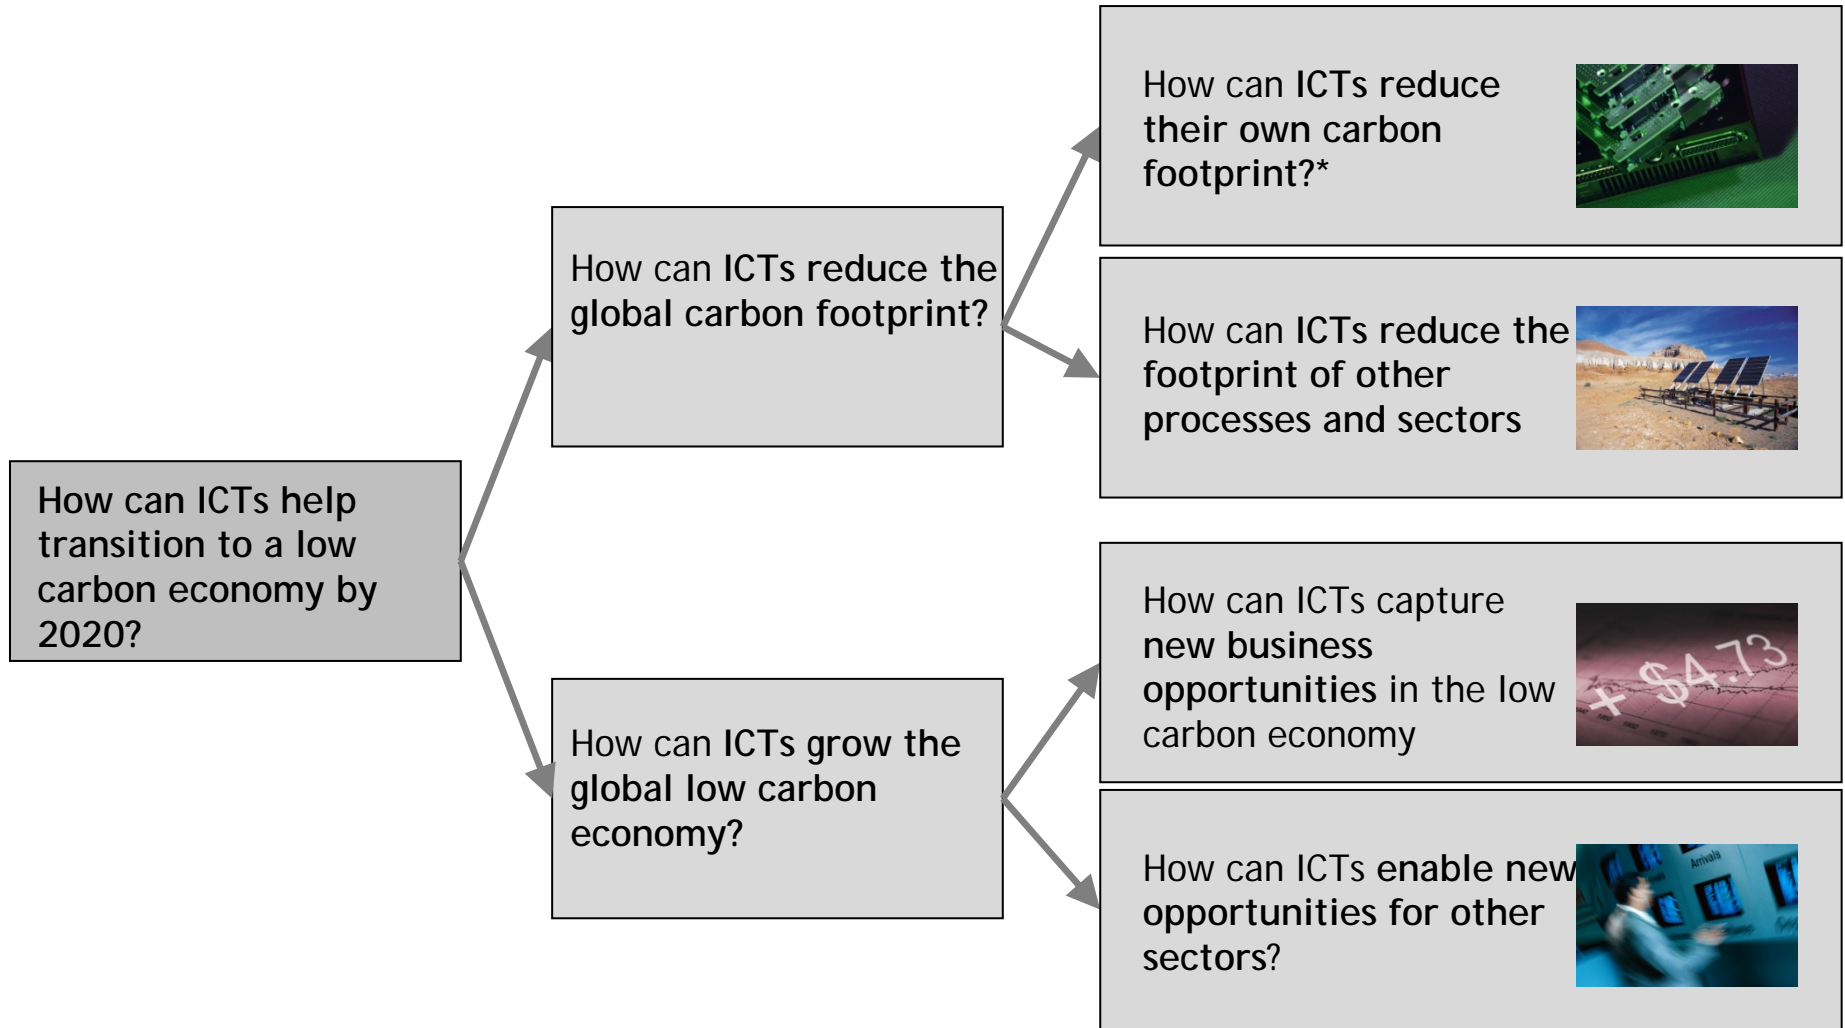 How can ICTs help
transition to a low
carbon economy by
2020?
How can ICTs reduce the
global carbon footprint?
How can ICTs grow the
global low carbon
economy?
How can ICTs reduce
their own carbon
footprint?*
How can ICTs reduce the
footprint of other
processes and sectors
How can ICTs capture
new business
opportunities in the low
carbon economy
+ $4.73
How can ICTs enable new
opportunities for other
sectors?
Arrivals